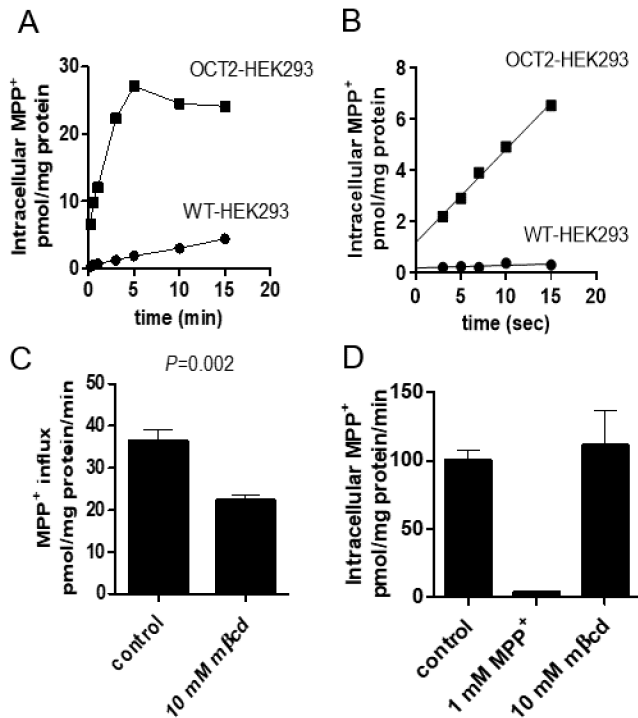 A
Intracellular MPP+
pmol/mg protein
30
20
10
0
OCT2-HEK293
WT-HEK293
0 5 10 15 20
time (min)
B
Intracellular MPP+
pmol/mg protein
8
6
4
2
0
OCT2-HEK293
WT-HEK293
0 5 10 15 20
time (sec)
C
P=0.002
MPP+ influx
pmol/mg protein/min
50
40
30
20
10
0
control
10 mM mβcd
D
Intracellular MPP+
pmol/mg protein/min
150
100
50
0
control
1 mM MPP+
10 mM mβcd